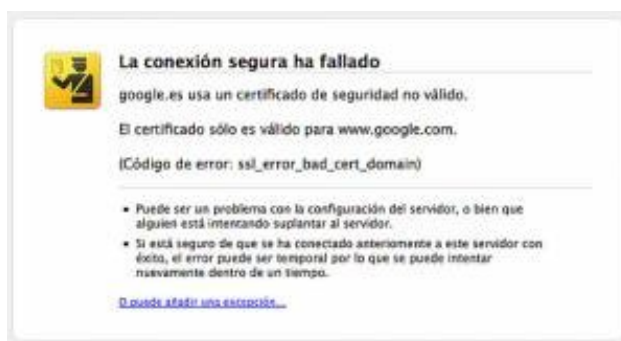 La conexión segura ha fallado
google.es usa un certificado de seguridad no válido.
El certificado sólo es válido para www.google.com.
(Código de error: ssl_error_bad_cert_domain)
• Puede ser un problema con la configuración del servidor, o bien que
alguien está intentando suplantar al servidor.
• Si está seguro de que se ha conectado anteriormente a este servidor con
éxito, el error puede ser temporal por lo que se puede intentar
nuevamente dentro de un tiempo.
O puede añadir una excepción...